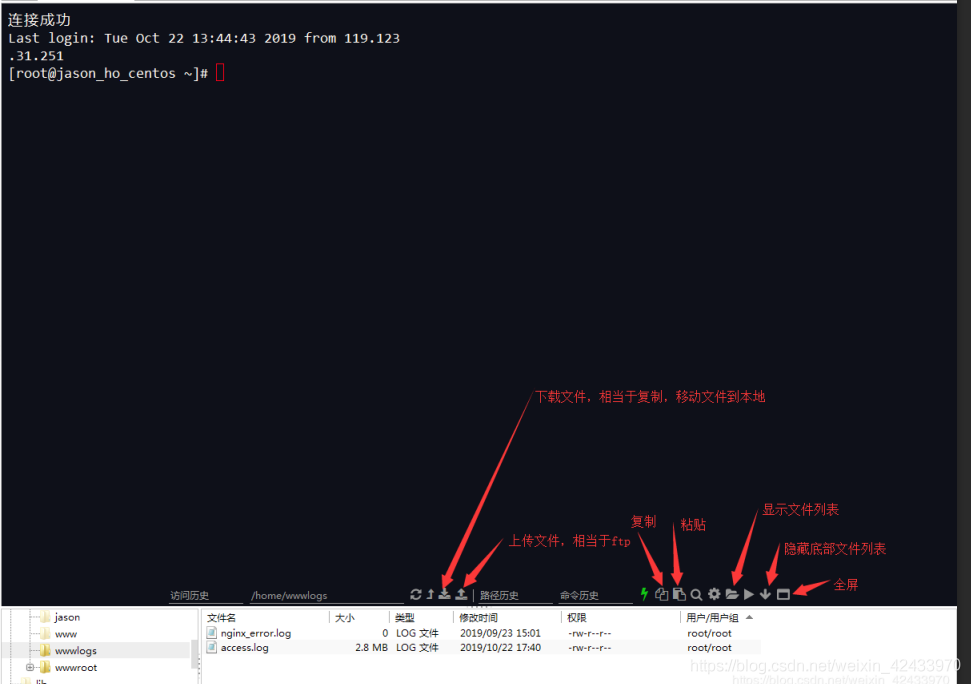 连接成功
Last login: Tue Oct 22 13:44:43 2019 from 119.123
.31.251
[root@jason_ho_centos ~]#
下载文件，相当于复制，移动文件到本地
显示文件列表
复制
粘贴
上传文件，相当于ftp
隐藏底部文件列表
全屏
访问历史 /home/wwwlogs 路径历史 命令历史
jason
www
wwwlogs
wwwroot
lib
文件名 大小 类型 修改时间 权限 用户/用户组
nginx_error.log 0 LOG 文件 2019/09/23 15:01 -rw-r--r-- root/root
access.log 2.8 MB LOG 文件 2019/10/22 17:40 -rw-r--r-- root/root
https://blog.csdn.net/weixin_42433970
https://blog.csdn.net/weixin_42433970